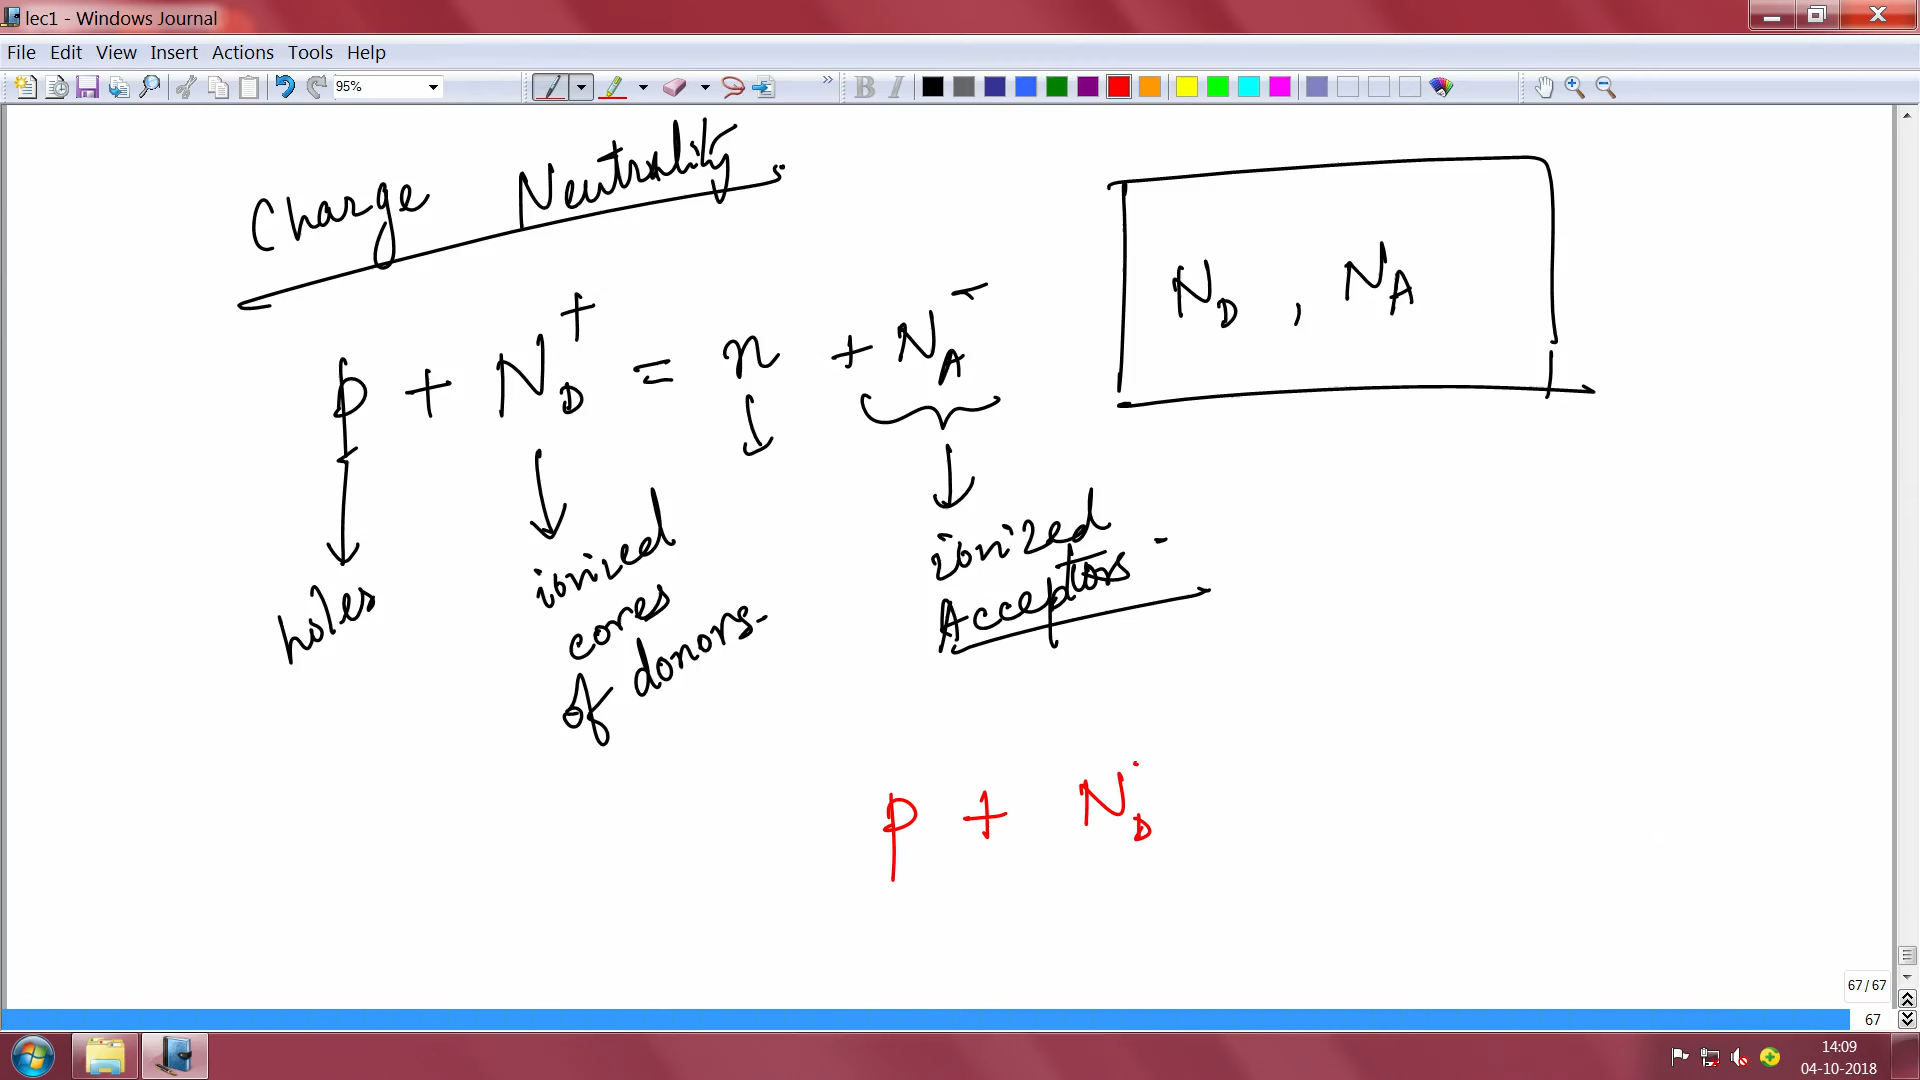 lec1 - Windows Journal
File Edit View Insert Actions Tools Help
95%
B I
Charge Neutrality
N_D , N_A
p + N_D^+ = n + N_A^-
holes
ionized
cores
of donors.
ionized
Acceptors.
p + N_D
67/67
67
14:09
04-10-2018